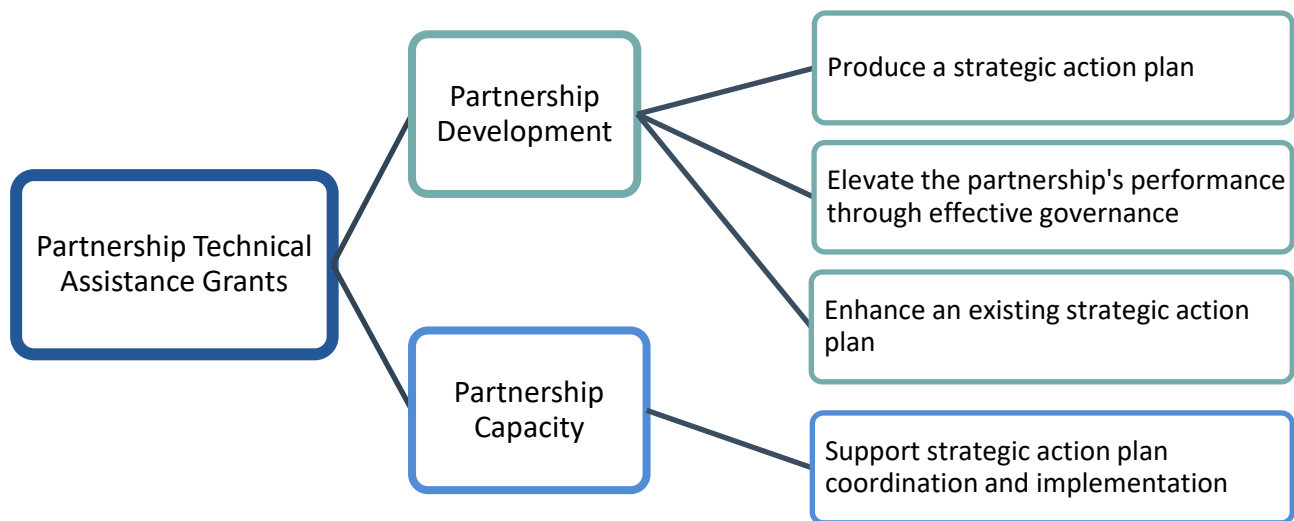 Partnership Technical
Assistance Grants
Partnership
Development
Produce a strategic action plan
Elevate the partnership's performance
through effective governance
Enhance an existing strategic action
plan
Partnership
Capacity
Support strategic action plan
coordination and implementation